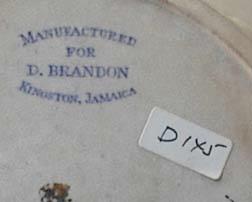 MANUFACTURED
FOR
D. BRANDON
KINGSTON, JAMAICA
D1X5